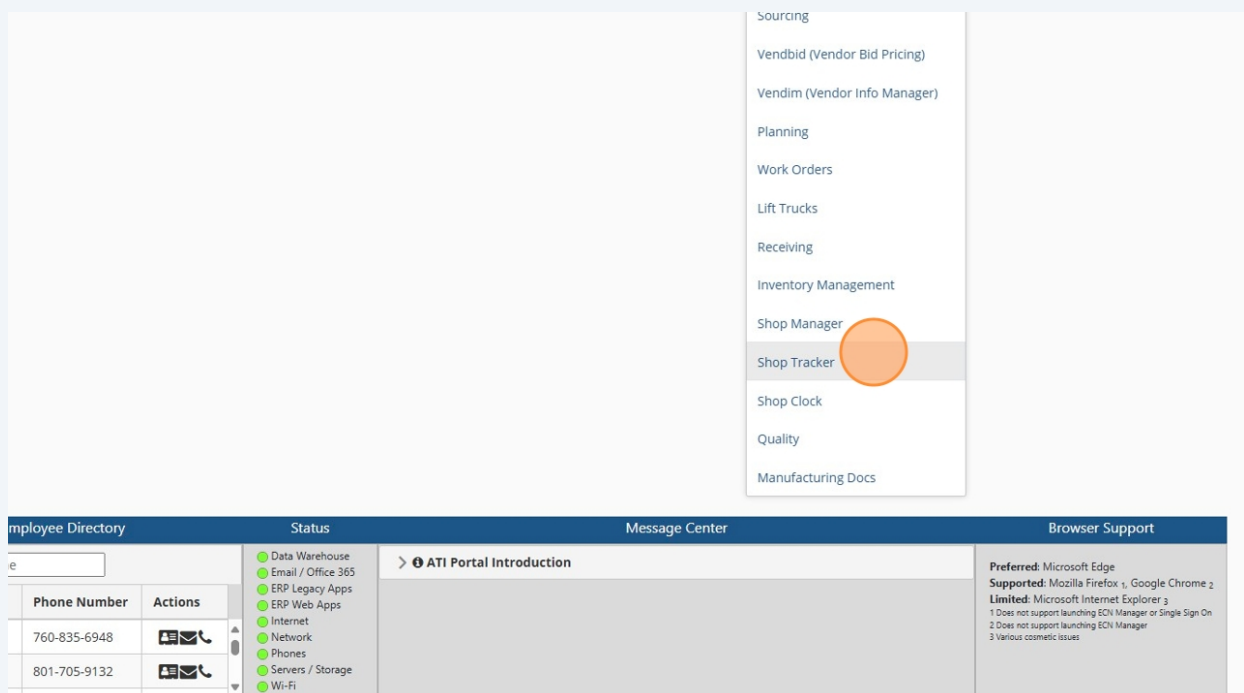 Sourcing
Vendbid (Vendor Bid Pricing)
Vendim (Vendor Info Manager)
Planning
Work Orders
Lift Trucks
Receiving
Inventory Management
Shop Manager
Shop Tracker
Shop Clock
Quality
Manufacturing Docs
mployee Directory
Phone Number Actions
760-835-6948
801-705-9132
Status
Data Warehouse
Email / Office 365
ERP Legacy Apps
ERP Web Apps
Internet
Network
Phones
Servers / Storage
Wi-Fi
Message Center
ATI Portal Introduction
Browser Support
Preferred: Microsoft Edge
Supported: Mozilla Firefox 1, Google Chrome 2
Limited: Microsoft Internet Explorer 3
1 Does not support launching ECN Manager or Single Sign On
2 Does not support launching ECN Manager
3 Various cosmetic issues